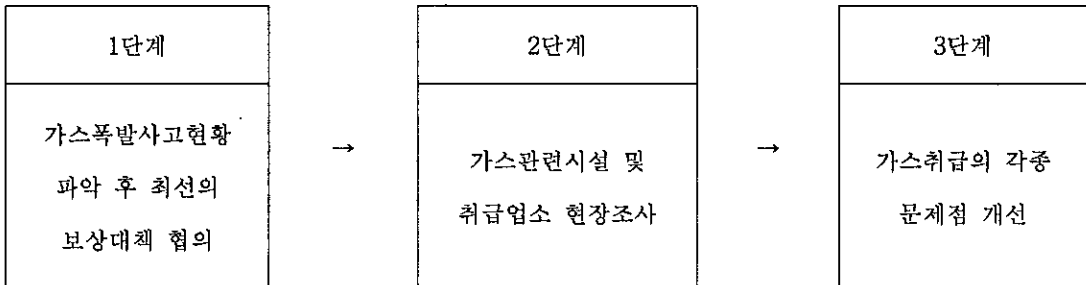 1단계
가스폭발사고현황
파악 후 최선의
보상대책 협의
→
2단계
가스관련시설 및
취급업소 현장조사
→
3단계
가스취급의 각종
문제점 개선